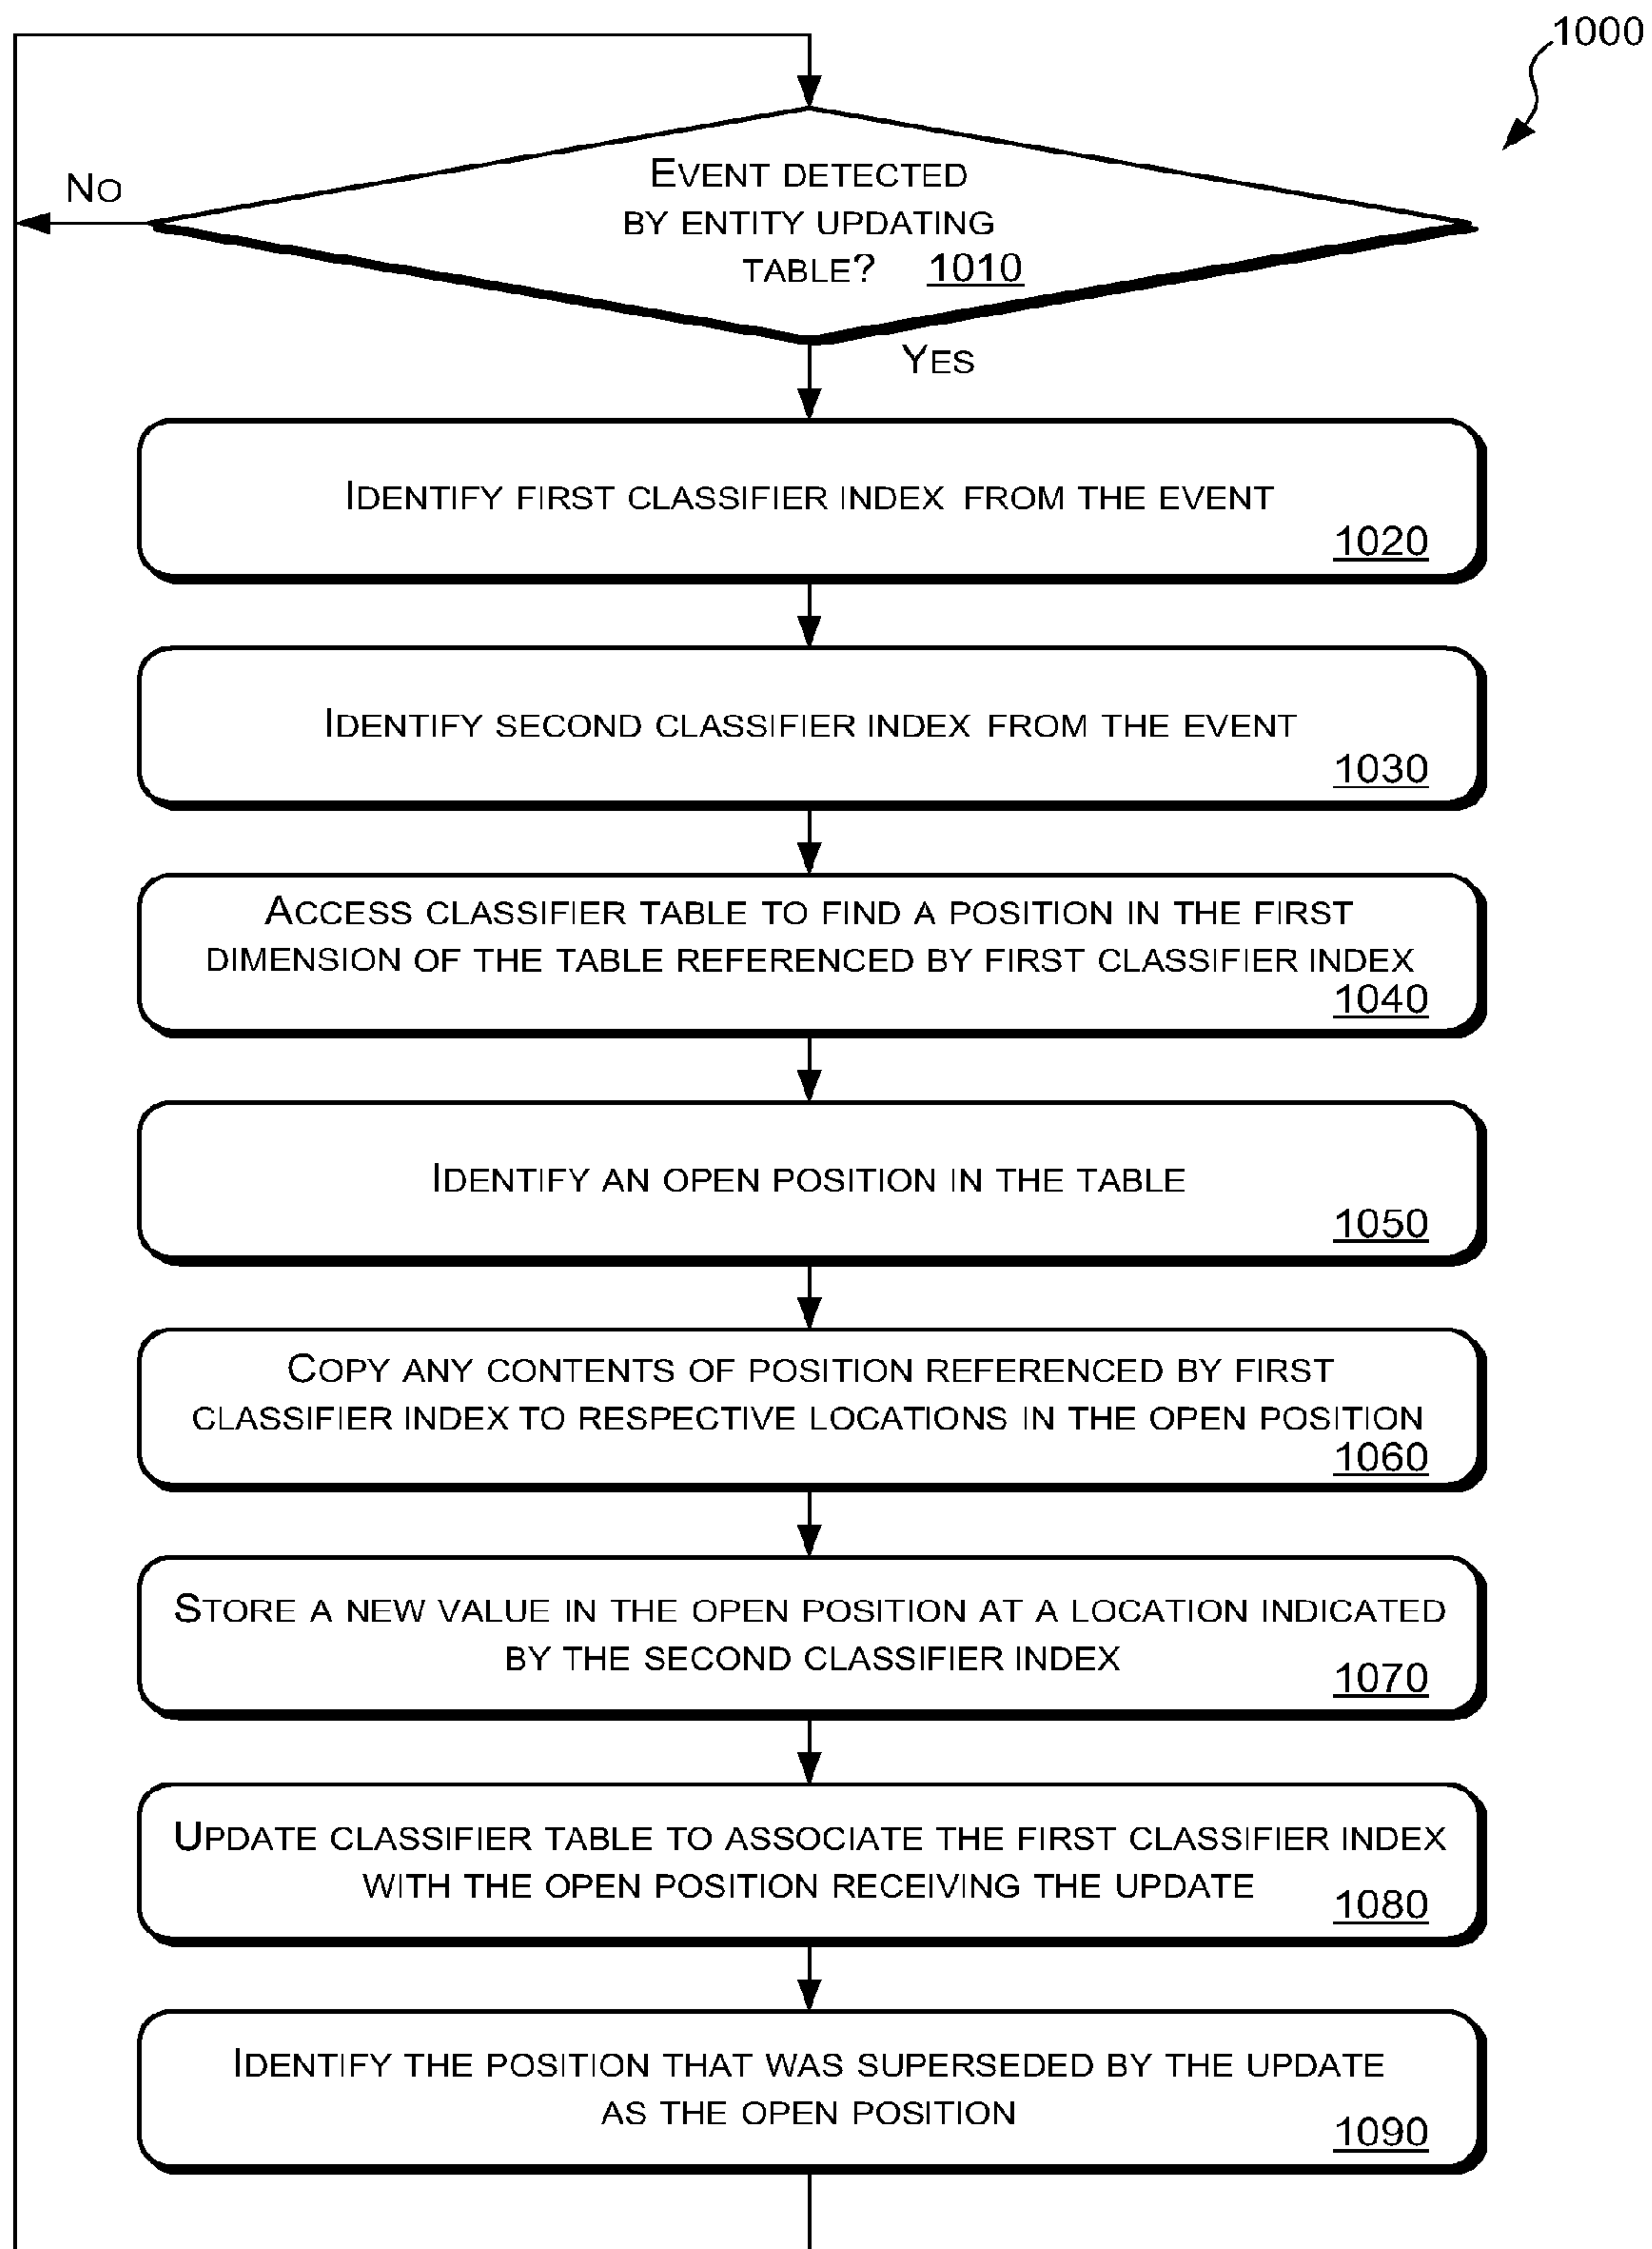 1000
EVENT DETECTED
BY ENTITY UPDATING
TABLE? 1010
NO
YES
IDENTIFY FIRST CLASSIFIER INDEX FROM THE EVENT
1020
IDENTIFY SECOND CLASSIFIER INDEX FROM THE EVENT
1030
ACCESS CLASSIFIER TABLE TO FIND A POSITION IN THE FIRST
DIMENSION OF THE TABLE REFERENCED BY FIRST CLASSIFIER INDEX
1040
IDENTIFY AN OPEN POSITION IN THE TABLE
1050
COPY ANY CONTENTS OF POSITION REFERENCED BY FIRST
CLASSIFIER INDEX TO RESPECTIVE LOCATIONS IN THE OPEN POSITION
1060
STORE A NEW VALUE IN THE OPEN POSITION AT A LOCATION INDICATED
BY THE SECOND CLASSIFIER INDEX
1070
UPDATE CLASSIFIER TABLE TO ASSOCIATE THE FIRST CLASSIFIER INDEX
WITH THE OPEN POSITION RECEIVING THE UPDATE
1080
IDENTIFY THE POSITION THAT WAS SUPERSEDED BY THE UPDATE
AS THE OPEN POSITION
1090